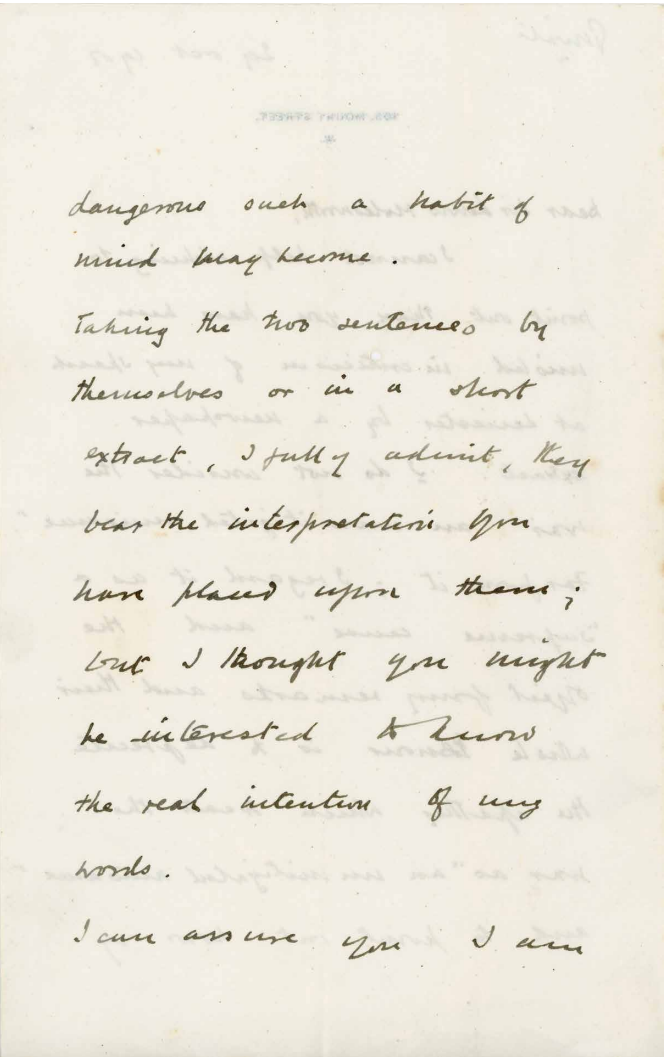 dangerous such a habit of
mind may become.
Taking the two sentences by
themselves or in a short
extract, I fully admit, they
bear the interpretation you
have placed upon them;
but I thought you might
be interested to know
the real intention of my
words.
I can assure you I am